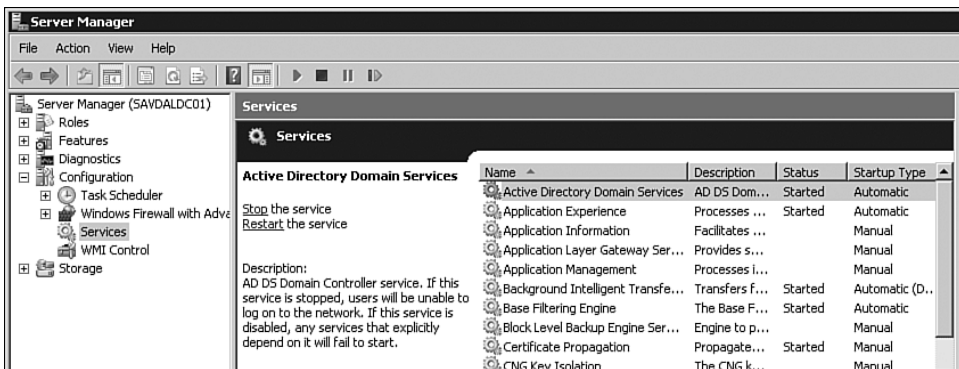 Server Manager
File Action View Help
Server Manager (SAVDALDC01)
Roles
Features
Diagnostics
Configuration
Task Scheduler
Windows Firewall with Adva
Services
WMI Control
Storage
Services
Services
Active Directory Domain Services
Stop the service
Restart the service
Description:
AD DS Domain Controller service. If this
service is stopped, users will be unable to
log on to the network. If this service is
disabled, any services that explicitly
depend on it will fail to start.
Name Description Status Startup Type
Active Directory Domain Services AD DS Dom... Started Automatic
Application Experience Processes ... Started Automatic
Application Information Facilitates ... Manual
Application Layer Gateway Ser... Provides s... Manual
Application Management Processes i... Manual
Background Intelligent Transfe... Transfers f... Started Automatic (D..
Base Filtering Engine The Base F... Started Automatic
Block Level Backup Engine Ser... Engine to p... Manual
Certificate Propagation Propagate... Started Manual
CNG Key Isolation The CNG k... Manual